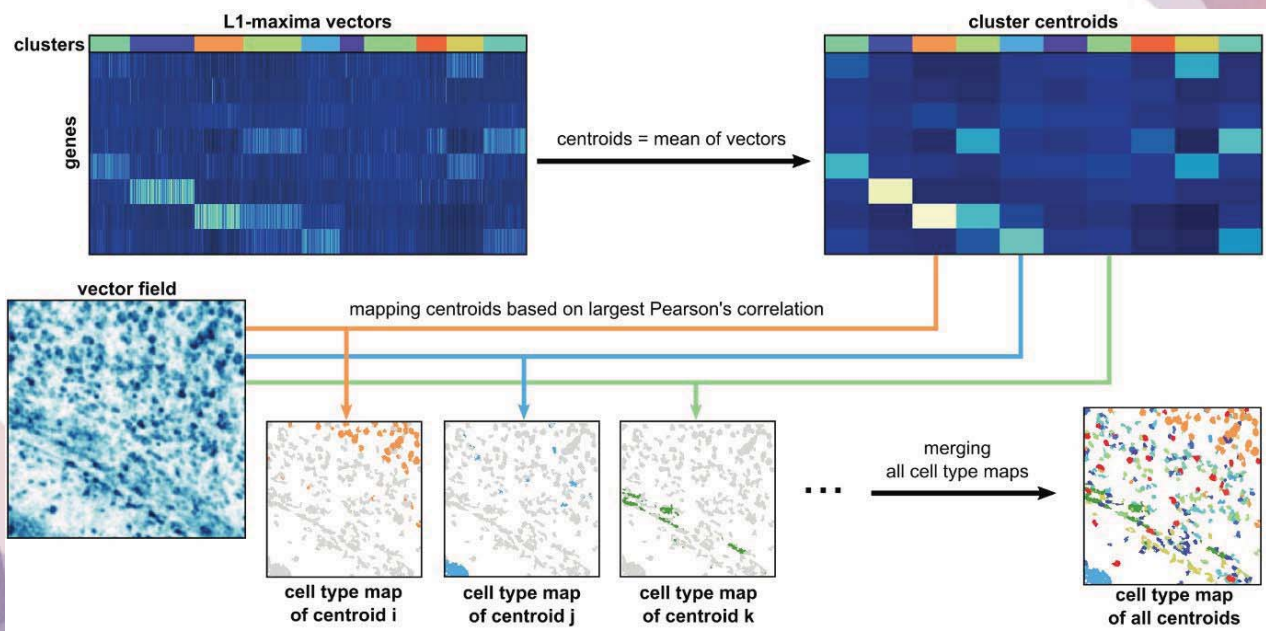 L1-maxima vectors
cluster centroids
clusters
genes
centroids = mean of vectors
vector field
mapping centroids based on largest Pearson's correlation
merging
all cell type maps
...
cell type map
of centroid i
cell type map
of centroid j
cell type map
of centroid k
cell type map
of all centroids